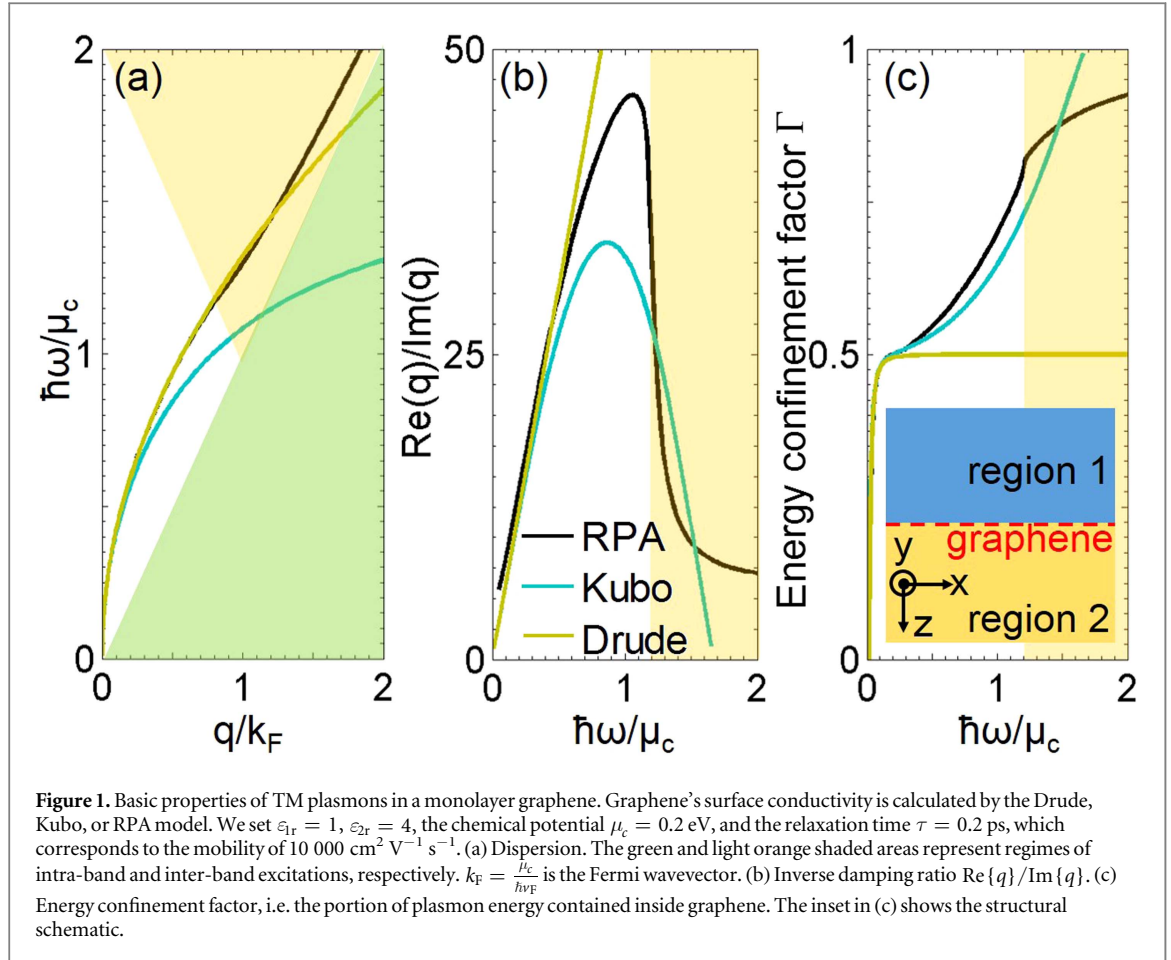 2
(a)
ħω/μc
1
0
0
1
2
q/kF
50
(b)
Re(q)/Im(q)
25
RPA
Kubo
Drude
0
0
1
2
ħω/μc
1
(c)
Energy confinement factor Γ
0.5
region 1
graphene
y
x
z
region 2
0
0
1
2
ħω/μc
Figure 1. Basic properties of TM plasmons in a monolayer graphene. Graphene's surface conductivity is calculated by the Drude,
Kubo, or RPA model. We set ε1r = 1, ε2r = 4, the chemical potential μc = 0.2 eV, and the relaxation time τ = 0.2 ps, which
corresponds to the mobility of 10 000 cm² V⁻¹ s⁻¹. (a) Dispersion. The green and light orange shaded areas represent regimes of
intra-band and inter-band excitations, respectively. kF = μc/ħvF is the Fermi wavevector. (b) Inverse damping ratio Re{q}/Im{q}. (c)
Energy confinement factor, i.e. the portion of plasmon energy contained inside graphene. The inset in (c) shows the structural
schematic.